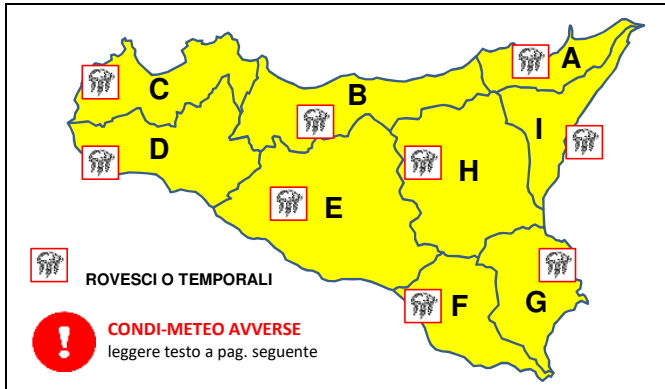 A
C
B
I
D
H
E
F
G
ROVESCI O TEMPORALI
!
CONDI-METEO AVVERSE
leggere testo a pag. seguente